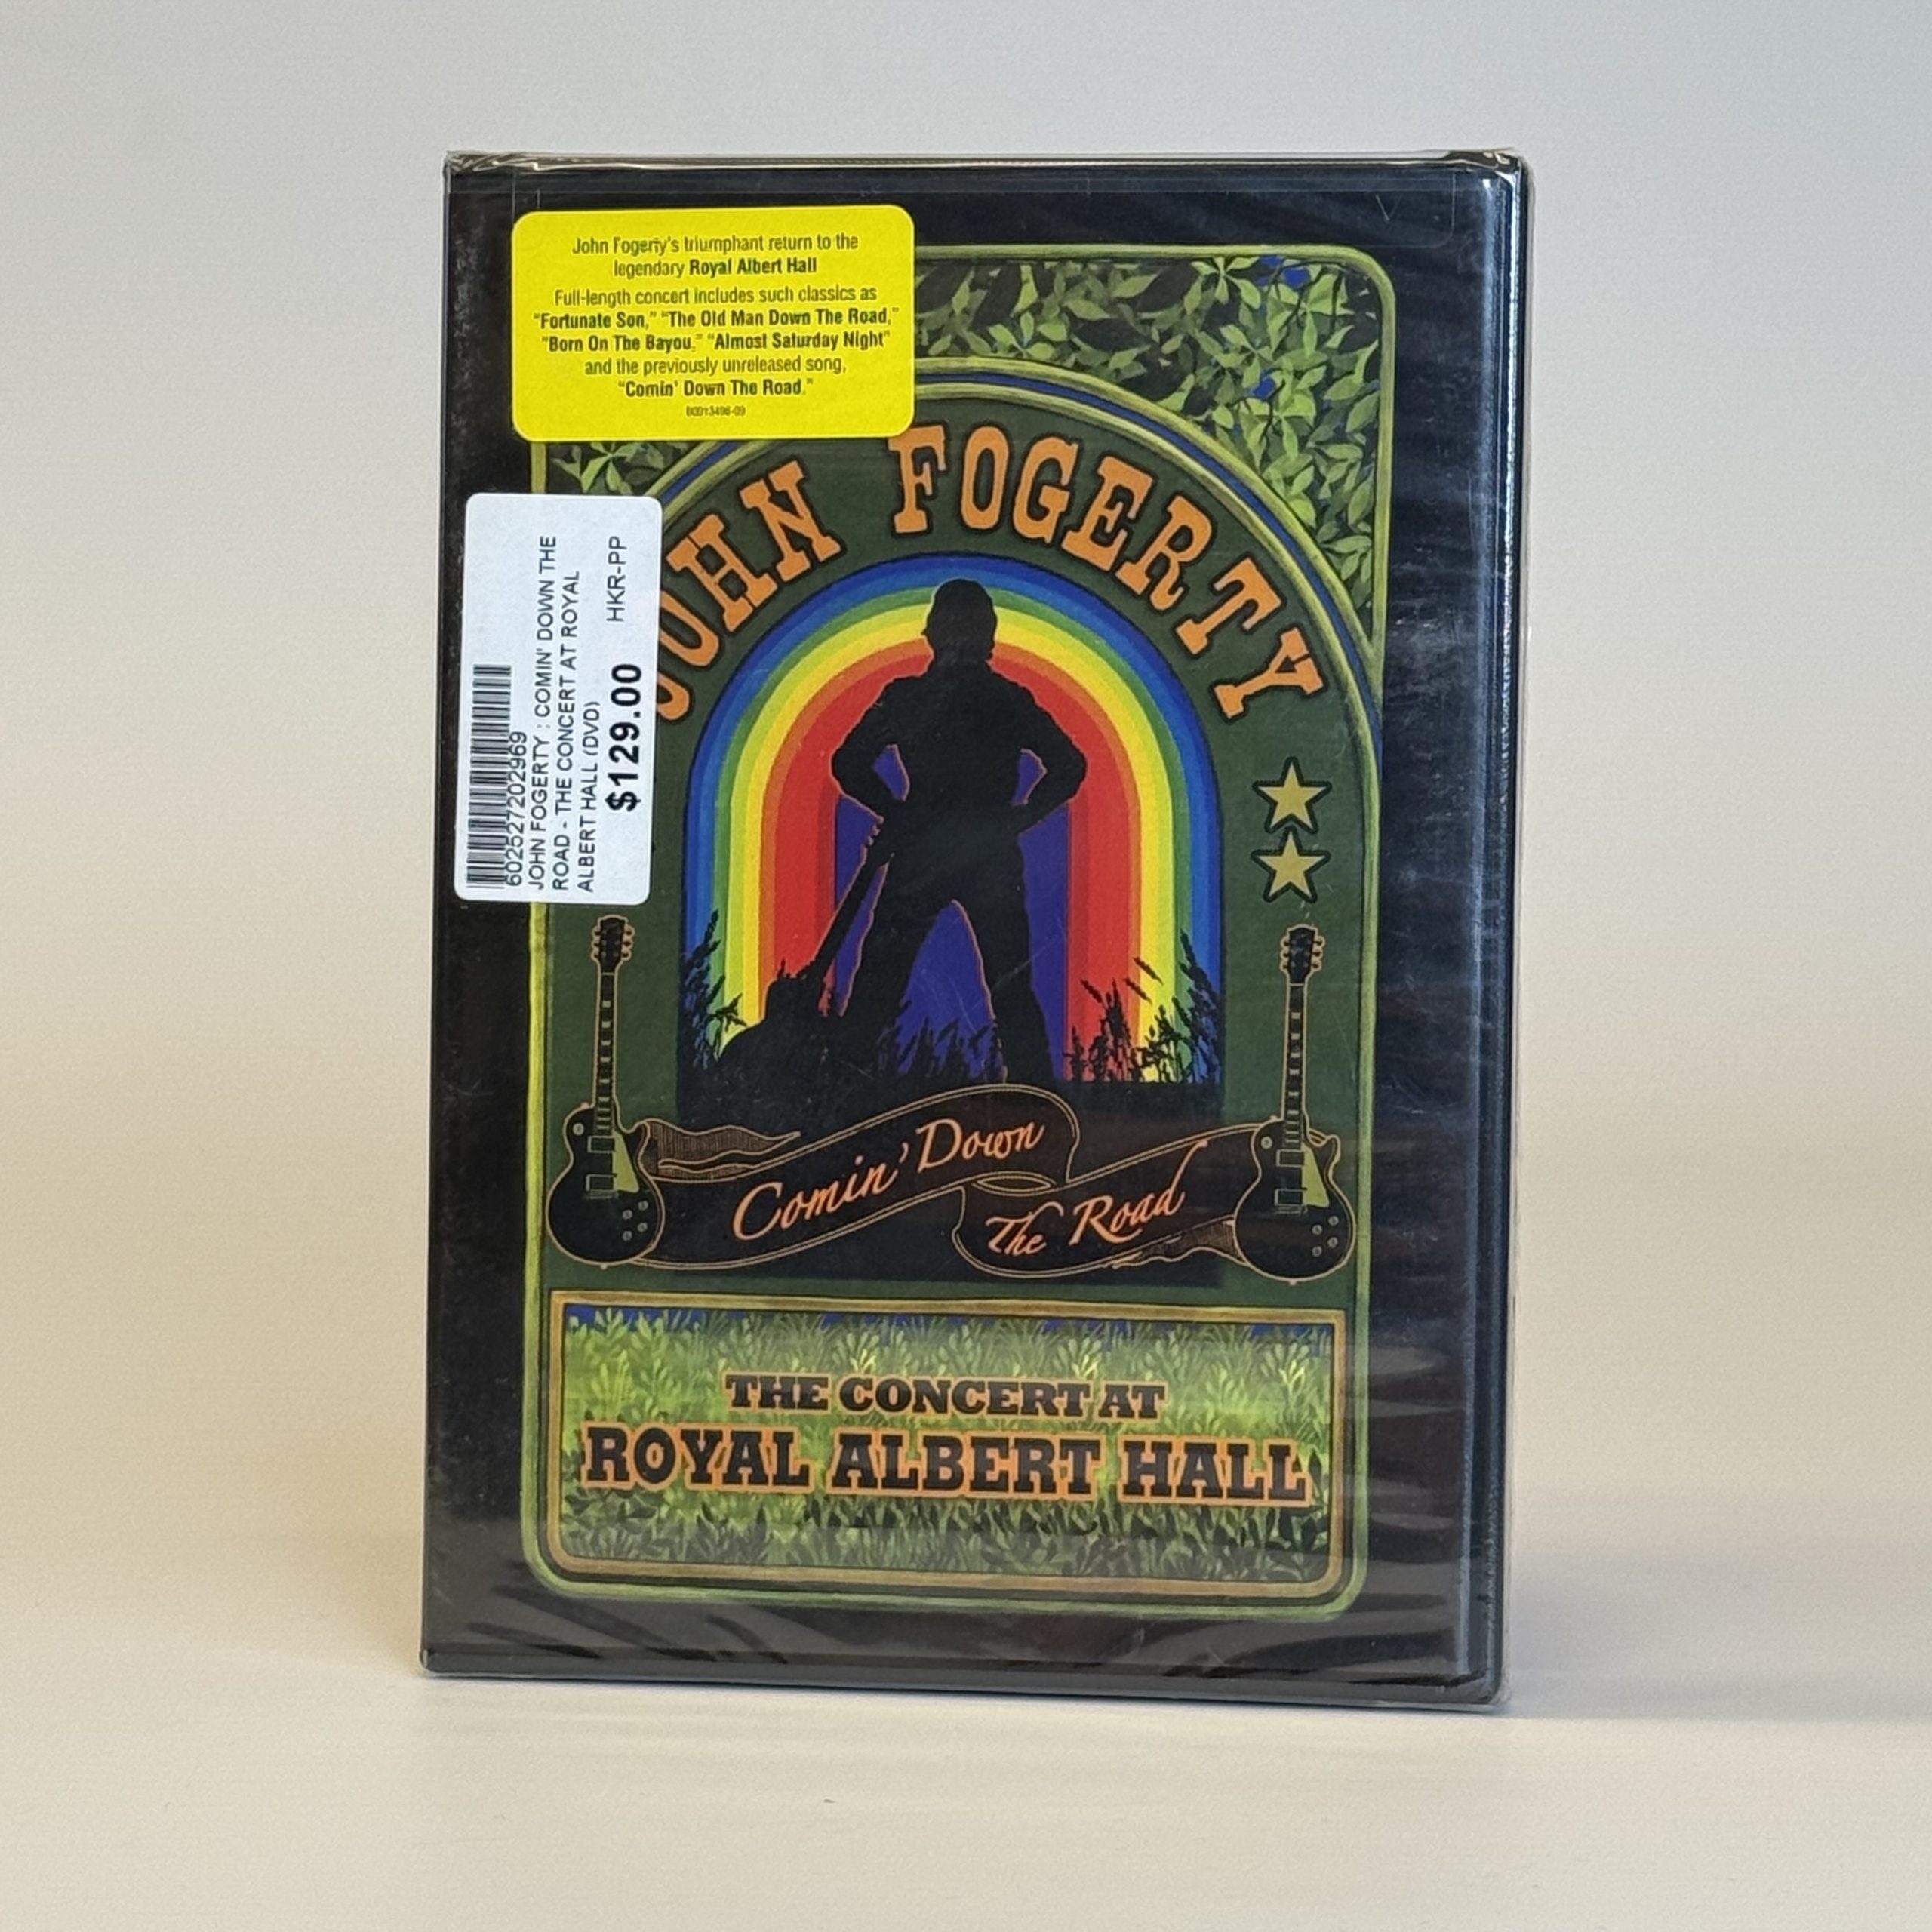 John Fogerty's triumphant return to the
legendary Royal Albert Hall
Full-length concert includes such classics as
"Fortunate Son," "The Old Man Down The Road,"
"Born On The Bayou," "Almost Saturday Night"
and the previously unreleased song,
"Comin' Down The Road."
B0013498-09
602527202969
JOHN FOGERTY : COMIN' DOWN THE
ROAD - THE CONCERT AT ROYAL
ALBERT HALL (DVD)
$129.00 HKR-PP
JOHN FOGERTY
Comin' Down
The Road
THE CONCERT AT
ROYAL ALBERT HALL